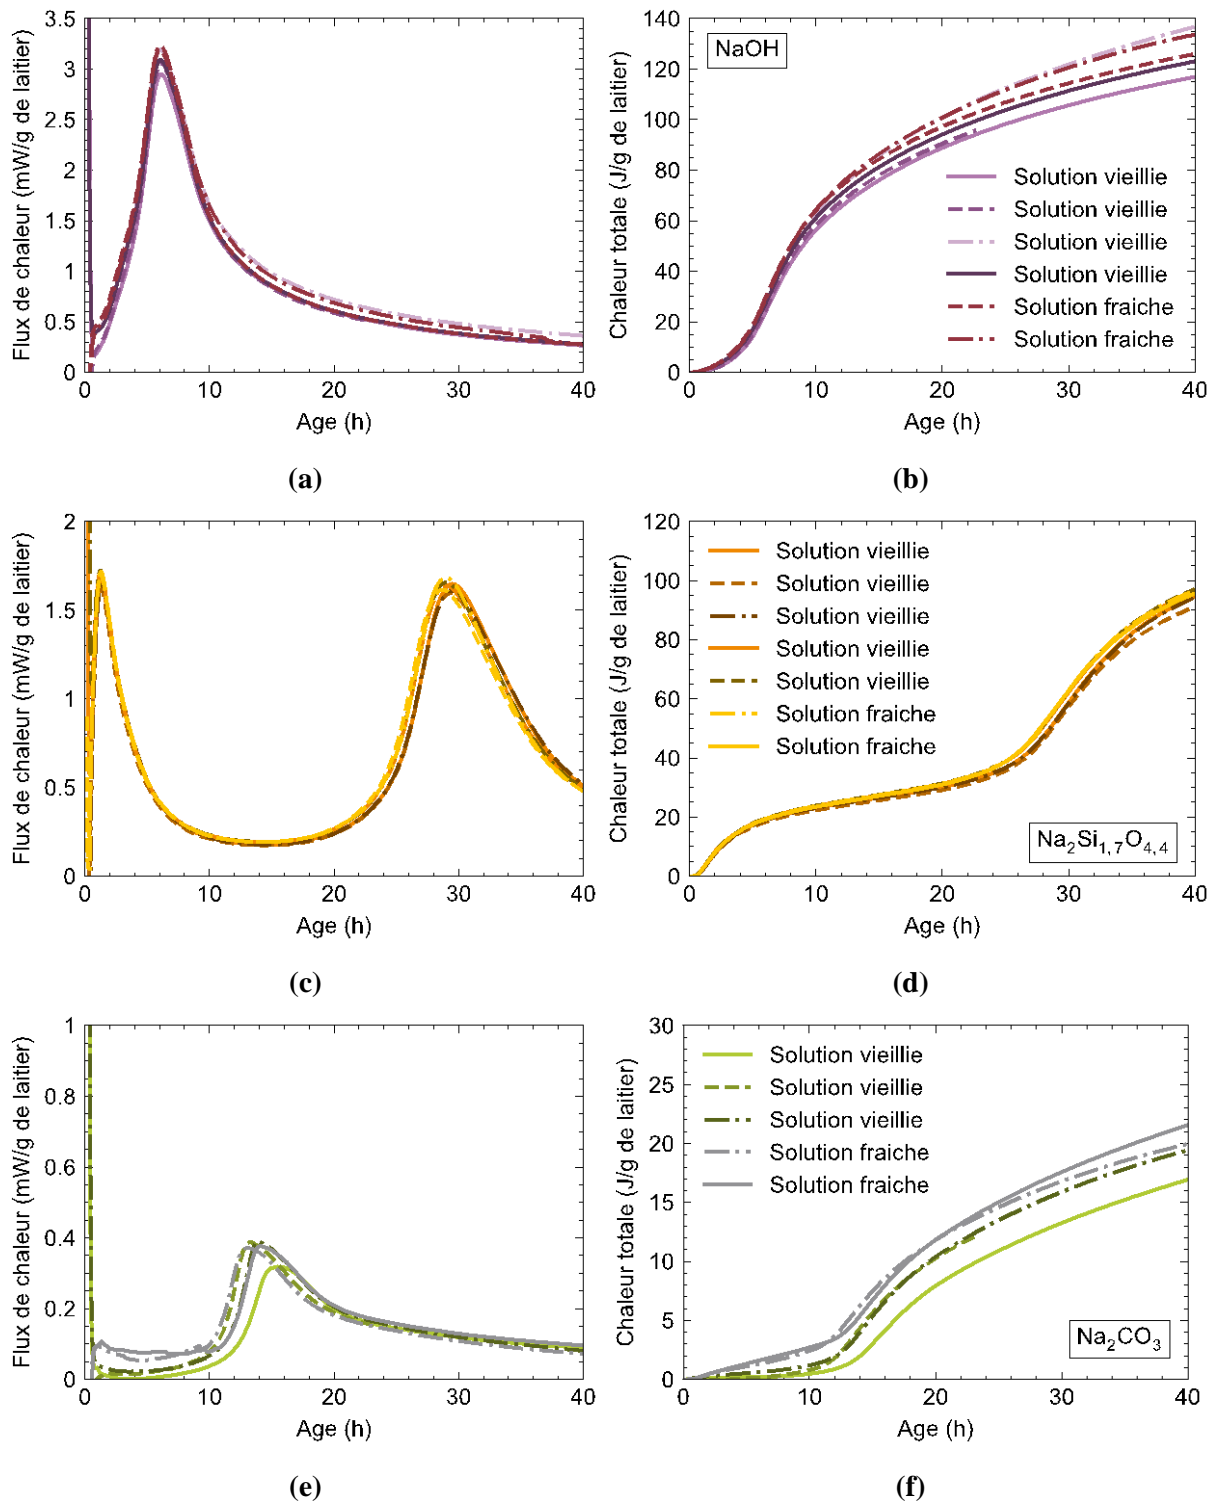 Flux de chaleur (mW/g de laitier)
3.5
3
2.5
2
1.5
1
0.5
0
0
10
20
30
40
Age (h)
(a)
Chaleur totale (J/g de laitier)
140
120
100
80
60
40
20
0
NaOH
Solution vieillie
Solution vieillie
Solution vieillie
Solution vieillie
Solution fraiche
Solution fraiche
0
10
20
30
40
Age (h)
(b)
Flux de chaleur (mW/g de laitier)
2
1.5
1
0.5
0
0
10
20
30
40
Age (h)
(c)
Chaleur totale (J/g de laitier)
120
100
80
60
40
20
0
Solution vieillie
Solution vieillie
Solution vieillie
Solution vieillie
Solution vieillie
Solution fraiche
Solution fraiche
Na₂Si₁,₇O₄,₄
0
10
20
30
40
Age (h)
(d)
Flux de chaleur (mW/g de laitier)
1
0.8
0.6
0.4
0.2
0
0
10
20
30
40
Age (h)
(e)
Chaleur totale (J/g de laitier)
30
25
20
15
10
5
0
Solution vieillie
Solution vieillie
Solution vieillie
Solution fraiche
Solution fraiche
Na₂CO₃
0
10
20
30
40
Age (h)
(f)